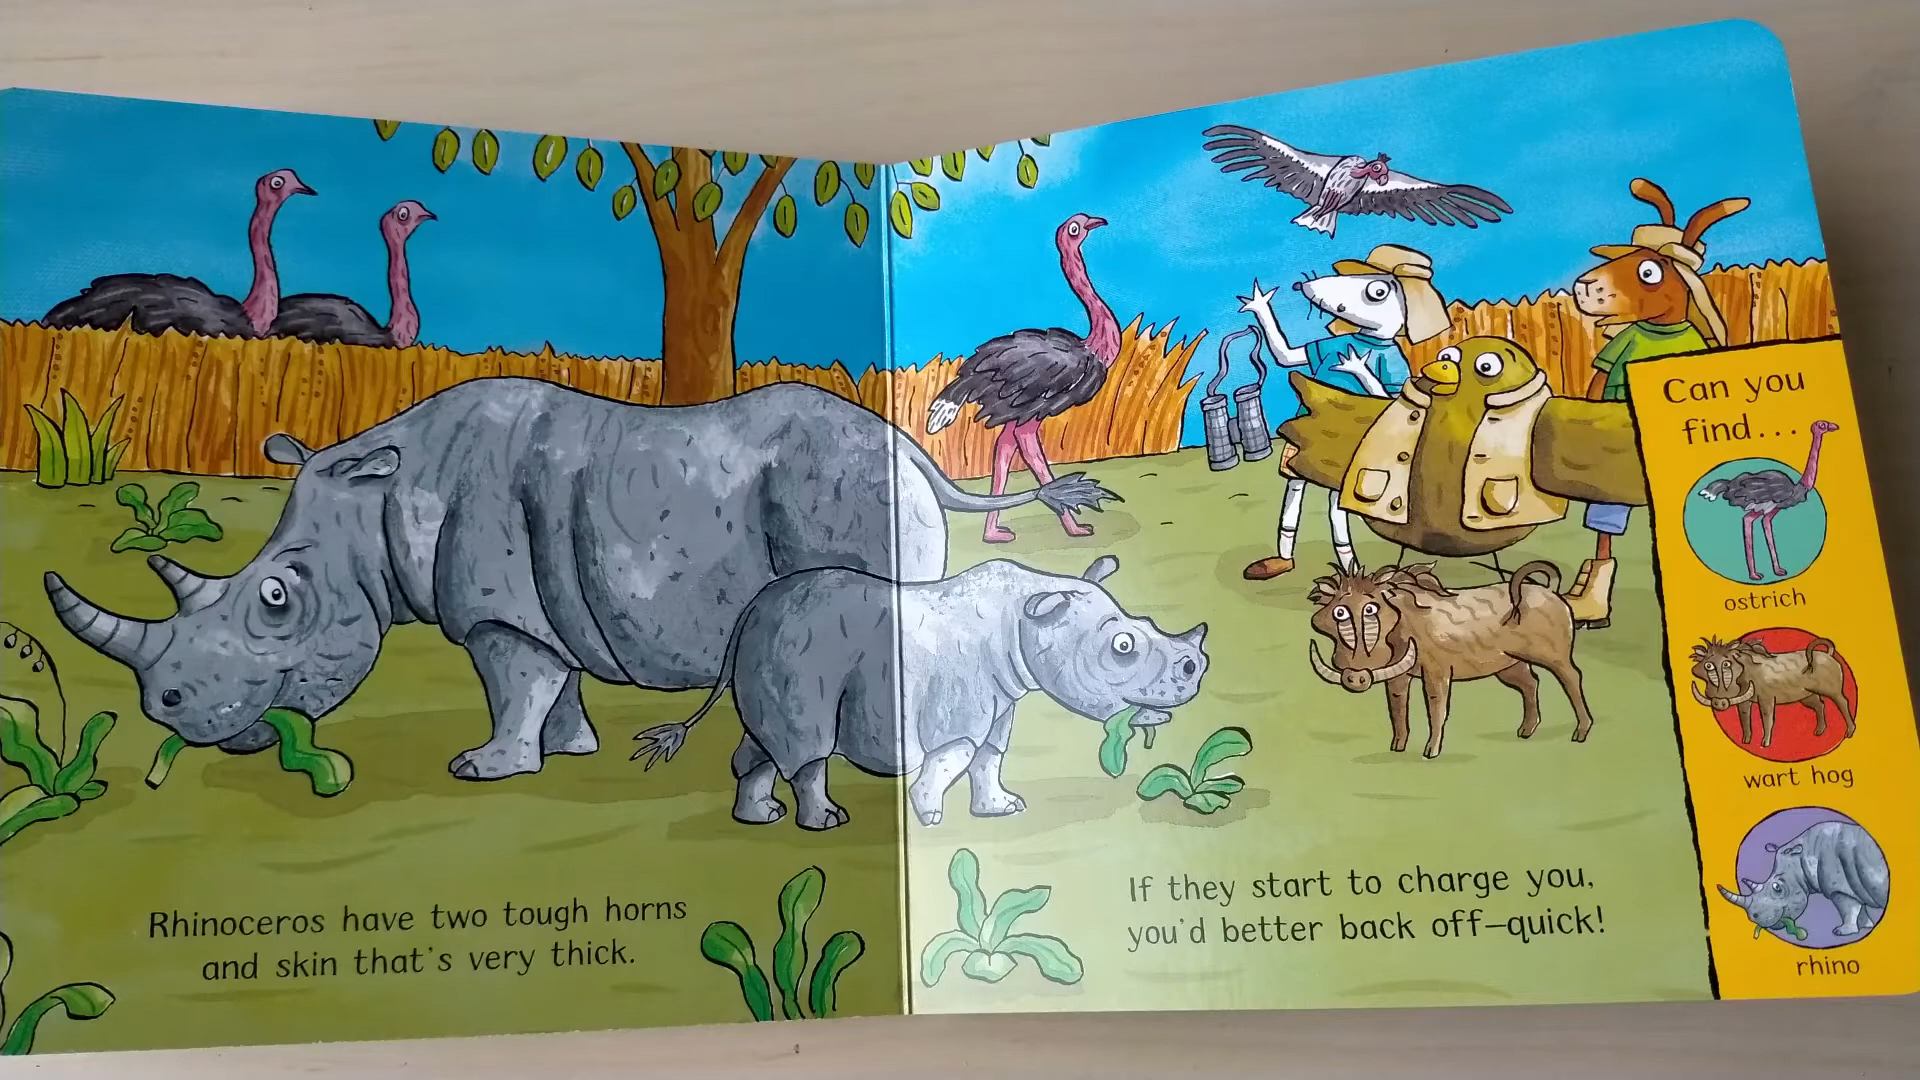 Rhinoceros have two tough horns
and skin that's very thick.
If they start to charge you,
you'd better back off—quick!
Can you
find...
ostrich
wart hog
rhino